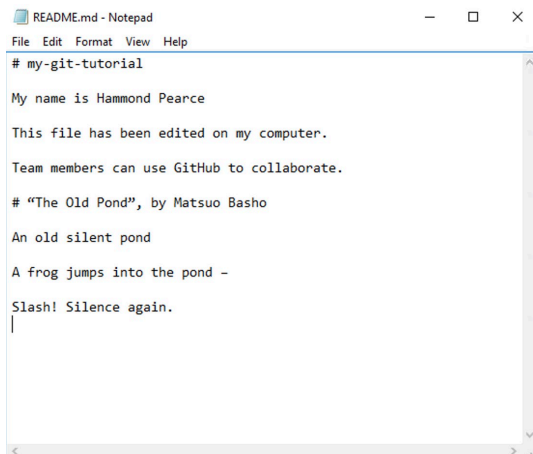 README.md - Notepad
File Edit Format View Help
# my-git-tutorial
My name is Hammond Pearce
This file has been edited on my computer.
Team members can use GitHub to collaborate.
# “The Old Pond”, by Matsuo Basho
An old silent pond
A frog jumps into the pond –
Slash! Silence again.